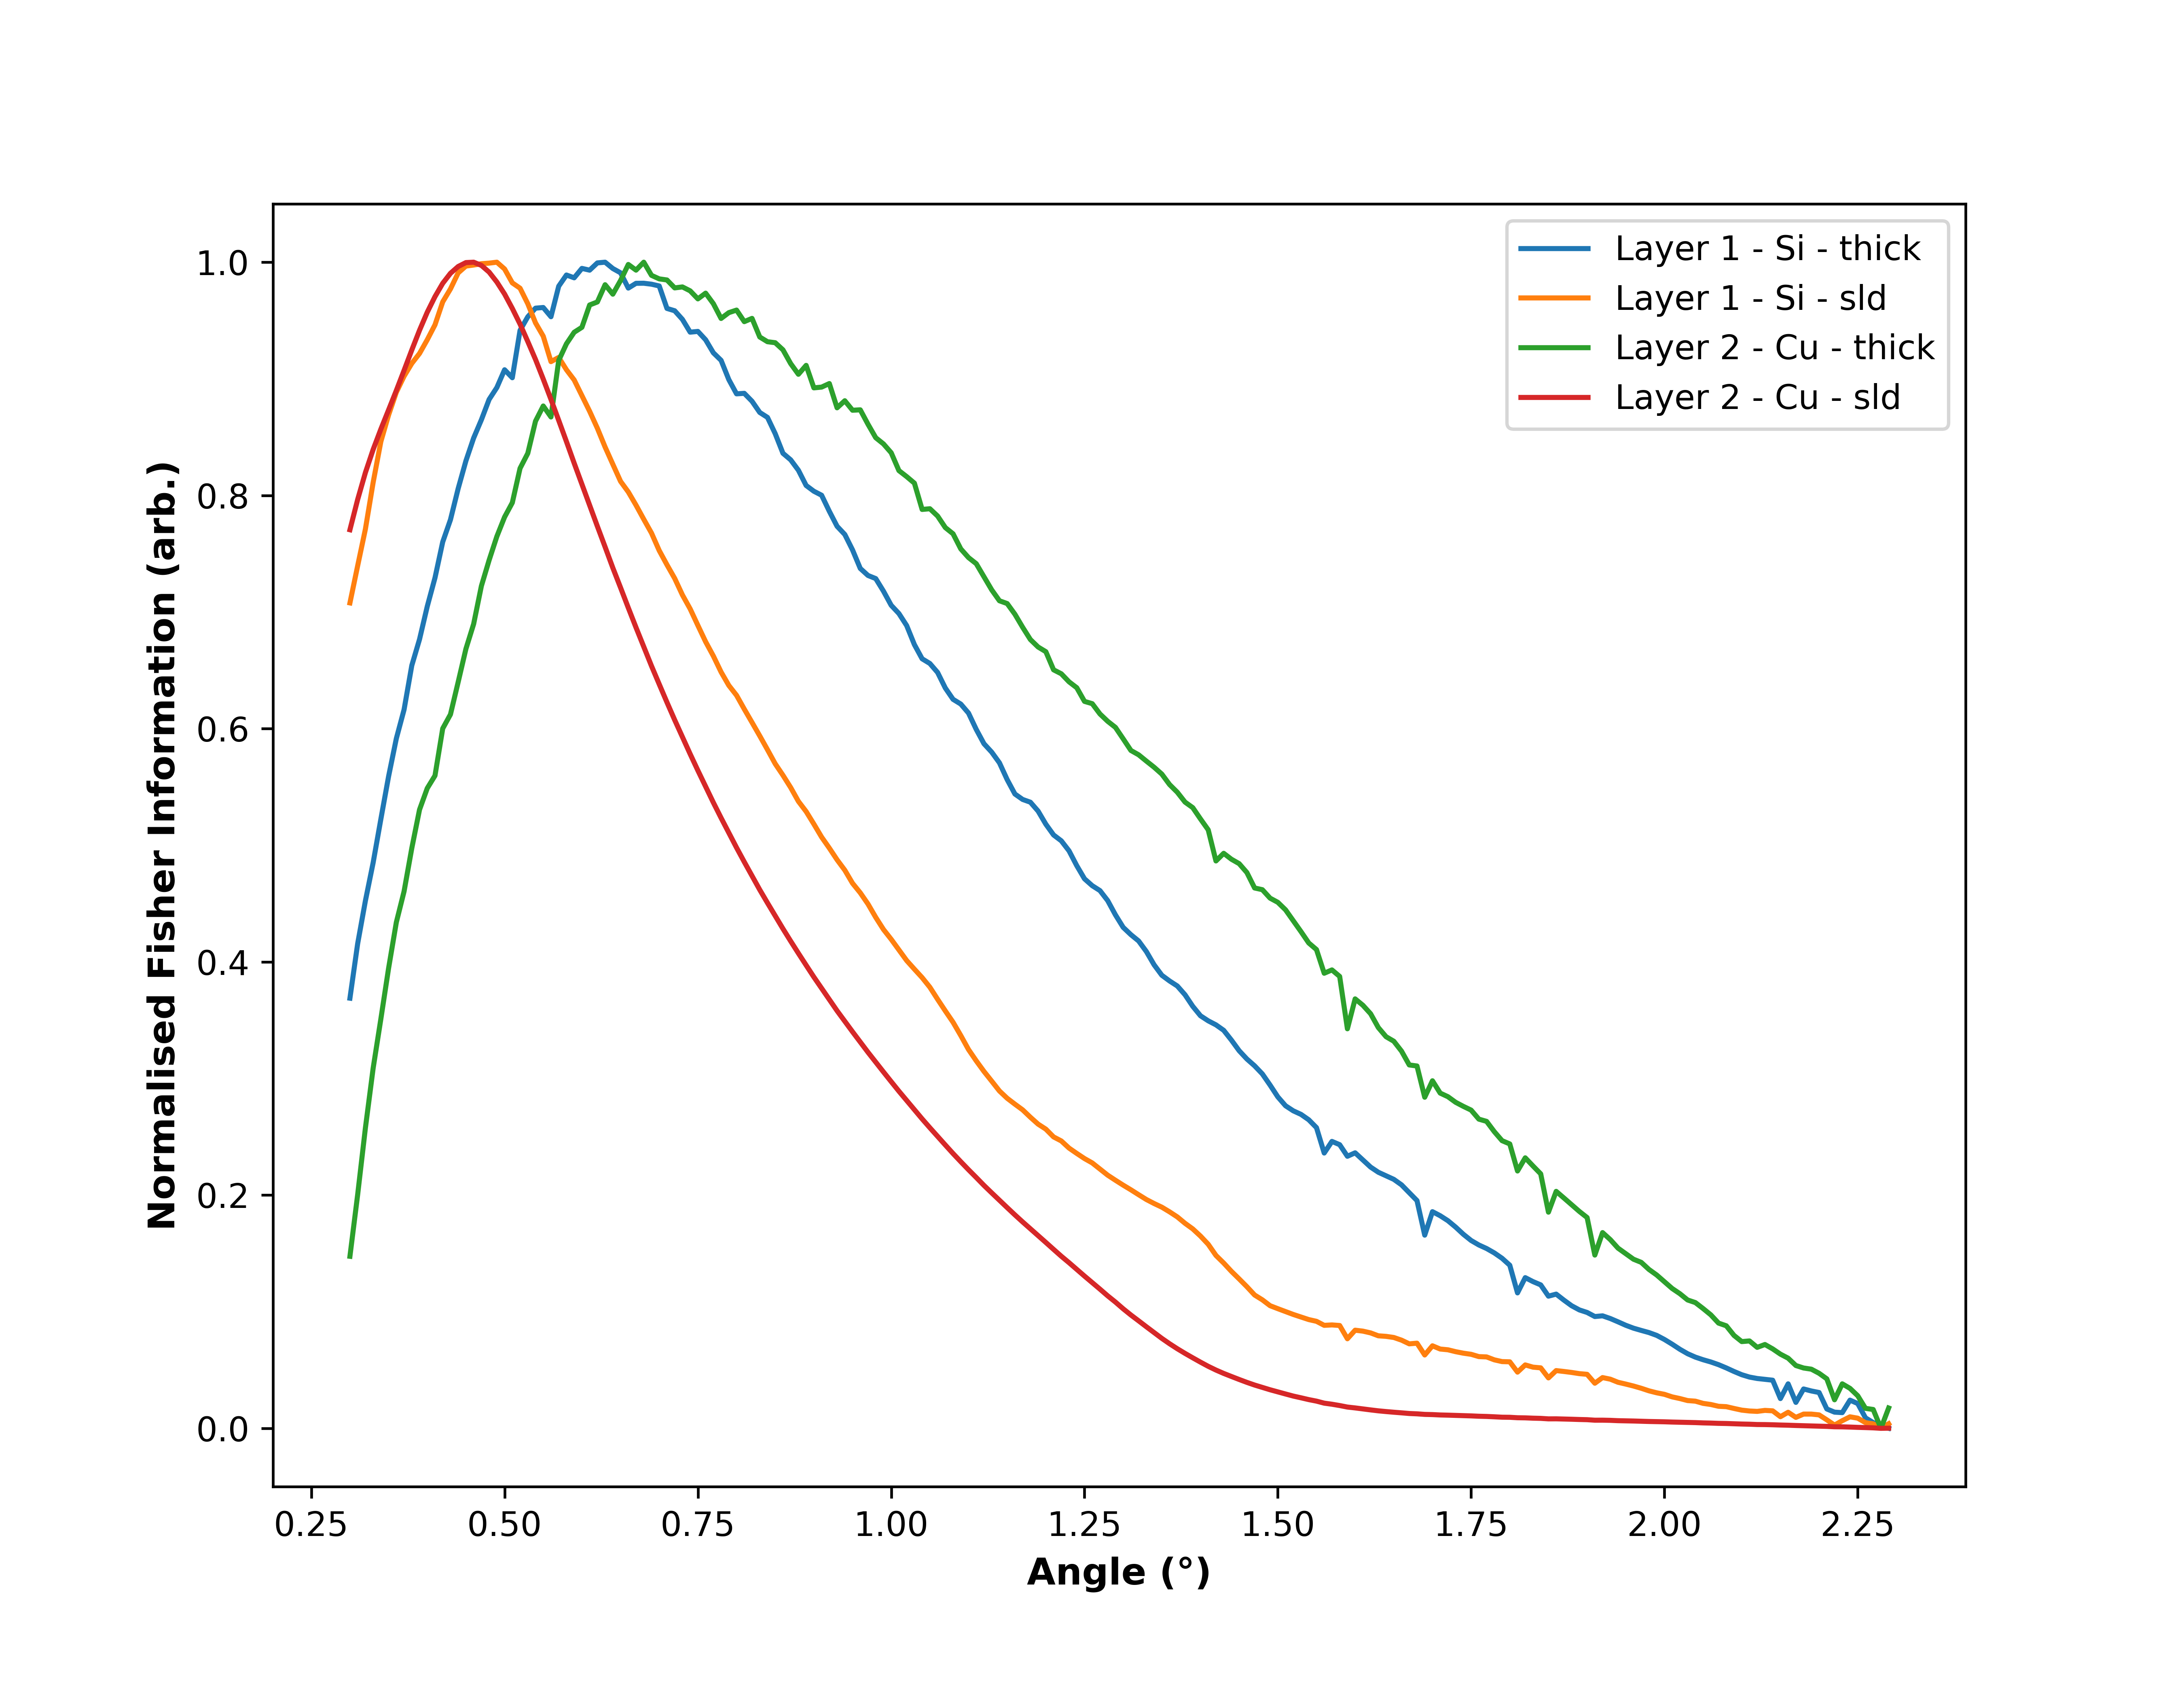 Layer 1 - Si - thick
Layer 1 - Si - sld
Layer 2 - Cu - thick
Layer 2 - Cu - sld
Normalised Fisher Information (arb.)
1.0
0.8
0.6
0.4
0.2
0.0
0.25 0.50 0.75 1.00 1.25 1.50 1.75 2.00 2.25
Angle (°)